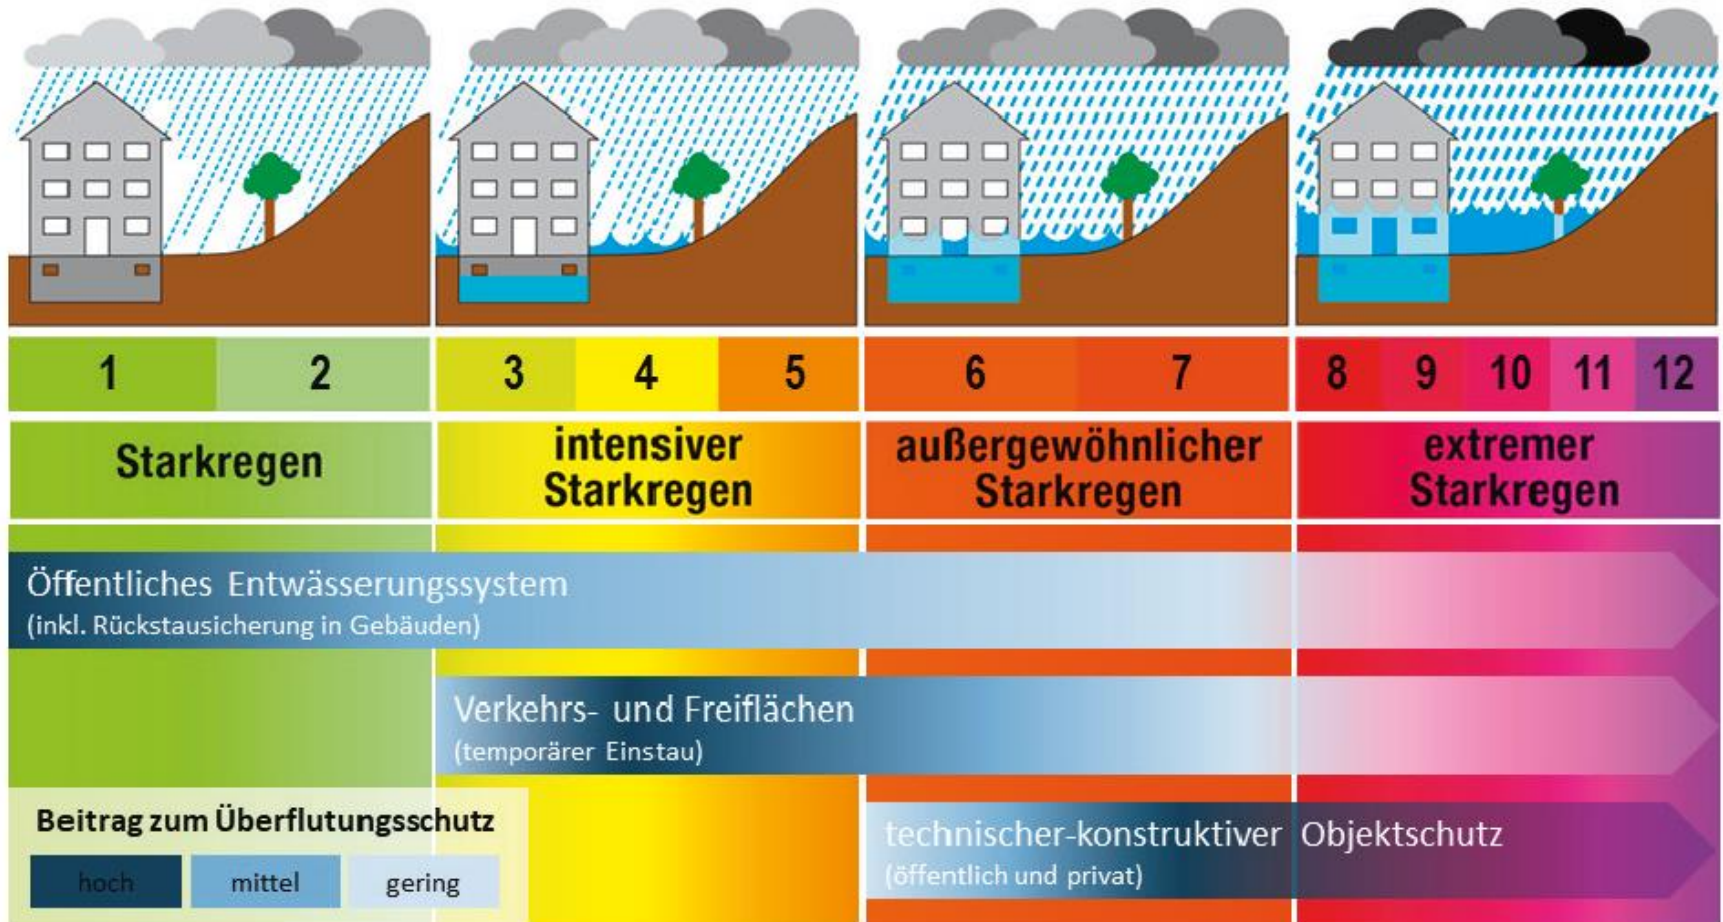 1 2 3 4 5 6 7 8 9 10 11 12
Starkregen
intensiver
Starkregen
außergewöhnlicher
Starkregen
extremer
Starkregen
Öffentliches Entwässerungssystem
(inkl. Rückstausicherung in Gebäuden)
Verkehrs- und Freiflächen
(temporärer Einstau)
technischer-konstruktiver Objektschutz
(öffentlich und privat)
Beitrag zum Überflutungsschutz
hoch mittel gering